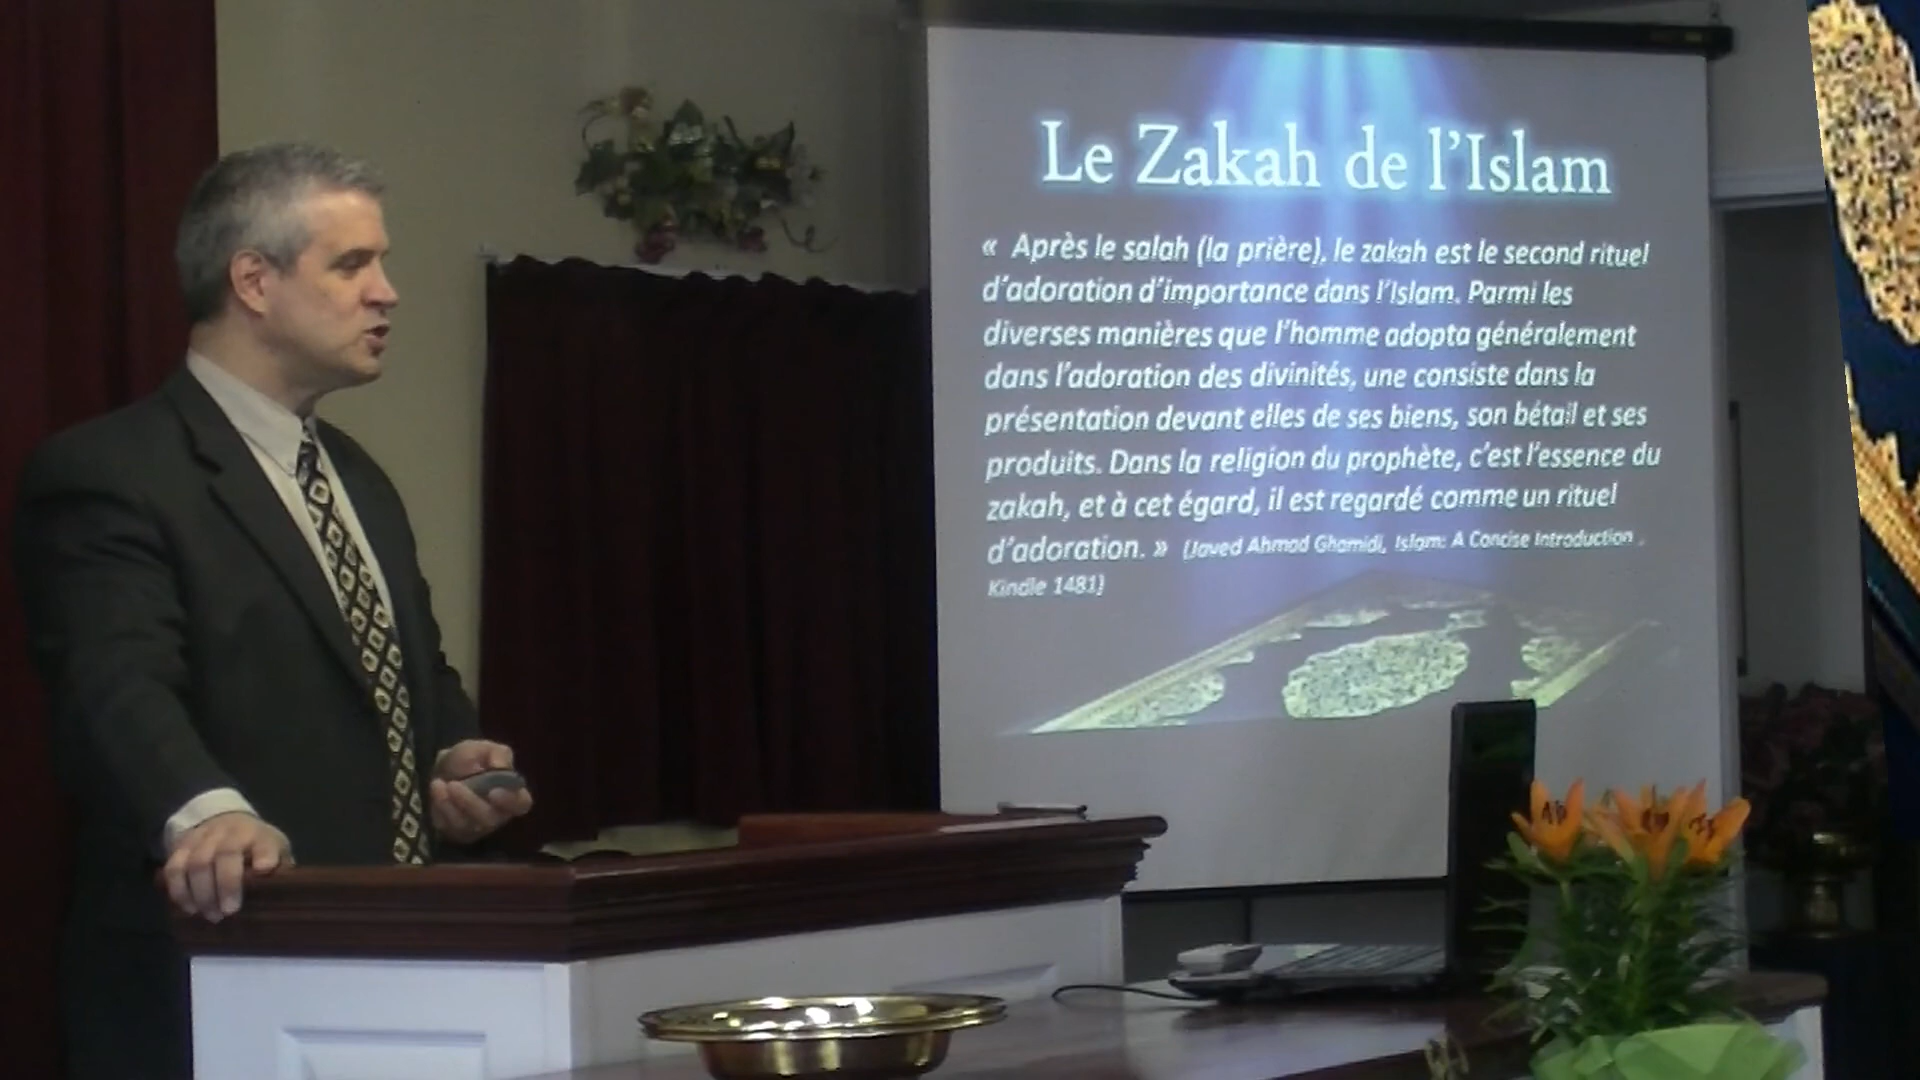 Le Zakah de l’Islam
«  Après le salah (la prière), le zakah est le second rituel
d’adoration d’importance dans l’Islam. Parmi les
diverses manières que l’homme adopta généralement
dans l’adoration des divinités, une consiste dans la
présentation devant elles de ses biens, son bétail et ses
produits. Dans la religion du prophète, c’est l’essence du
zakah, et à cet égard, il est regardé comme un rituel
d’adoration. »  (Javed Ahmad Ghamidi, Islam: A Concise Introduction ,
Kindle 1481)